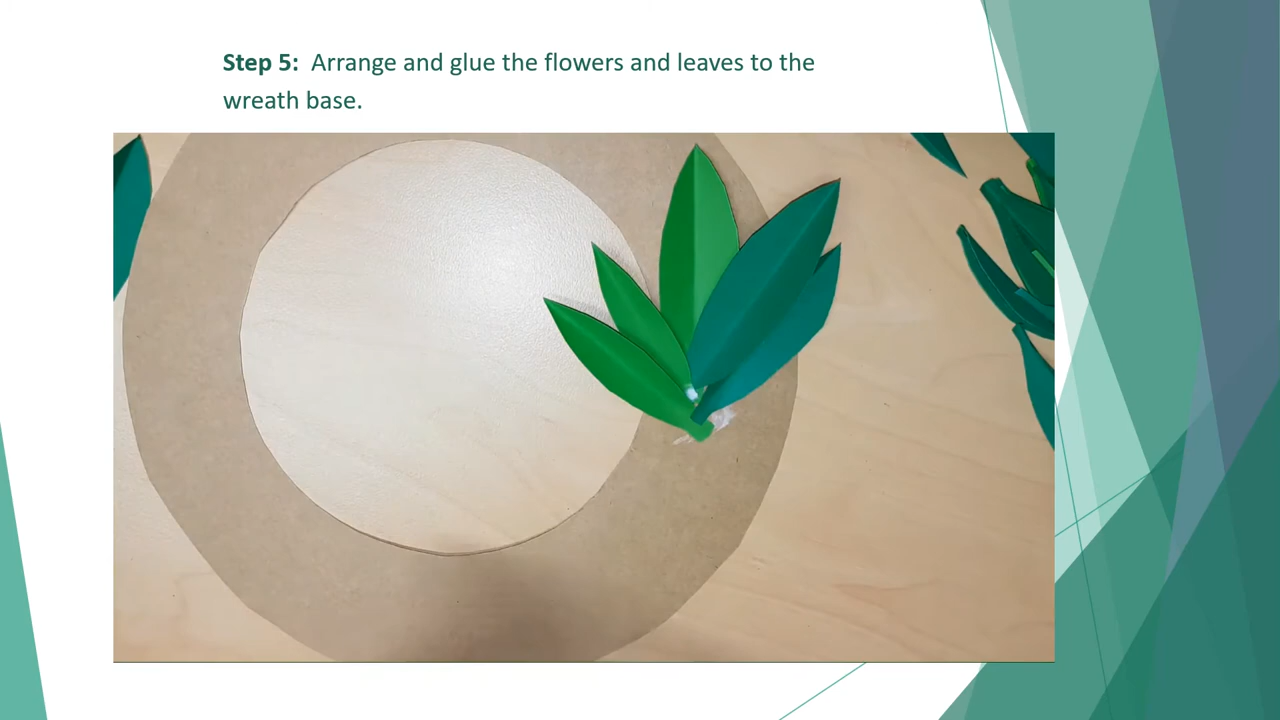 Step 5: Arrange and glue the flowers and leaves to the
wreath base.